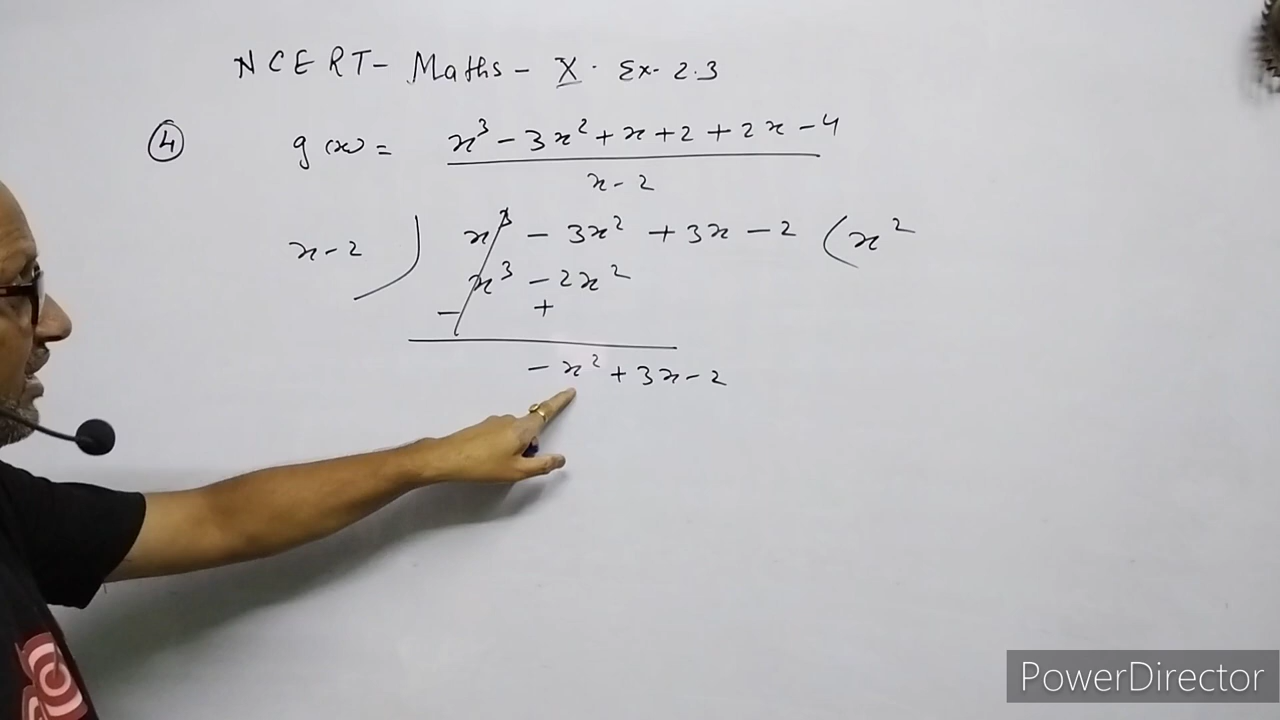 NCERT - Maths - X. Ex. 2.3
④ g(x) = x³ - 3x² + x + 2 + 2x - 4
x - 2
x - 2 ) x³ - 3x² + 3x - 2 ( x²
x³ - 2x²
- +
- x² + 3x - 2
PowerDirector